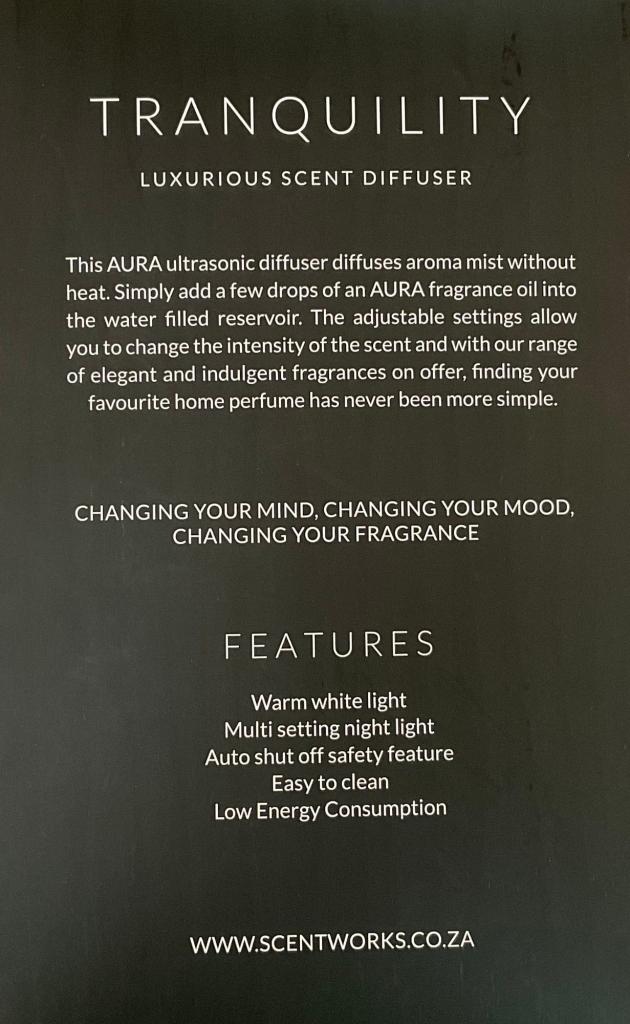 TRANQUILITY
LUXURIOUS SCENT DIFFUSER
This AURA ultrasonic diffuser diffuses aroma mist without
heat. Simply add a few drops of an AURA fragrance oil into
the water filled reservoir. The adjustable settings allow
you to change the intensity of the scent and with our range
of elegant and indulgent fragrances on offer, finding your
favourite home perfume has never been more simple.
CHANGING YOUR MIND, CHANGING YOUR MOOD,
CHANGING YOUR FRAGRANCE
FEATURES
Warm white light
Multi setting night light
Auto shut off safety feature
Easy to clean
Low Energy Consumption
WWW.SCENTWORKS.CO.ZA